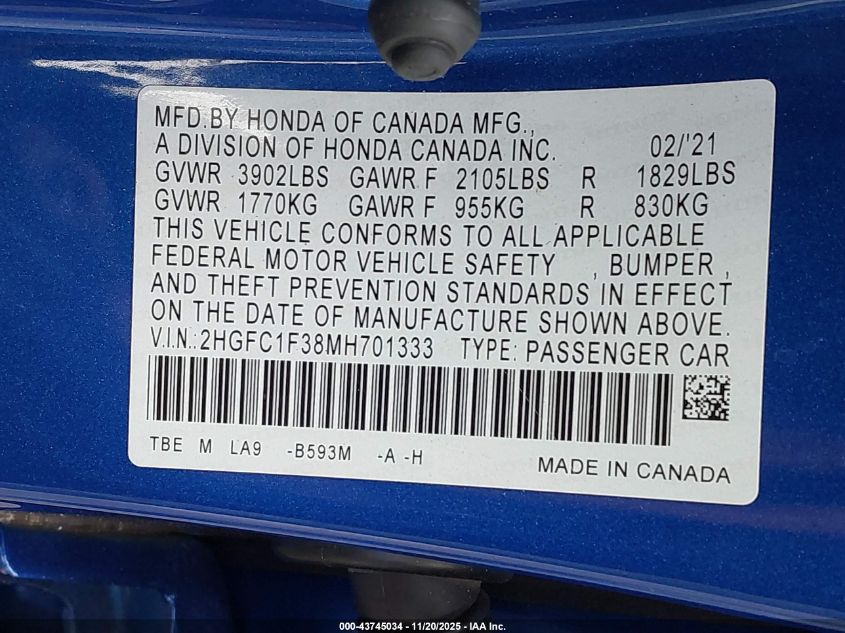 MFD.BY HONDA OF CANADA MFG.,
A DIVISION OF HONDA CANADA INC. 02/'21
GVWR 3902LBS GAWR F 2105LBS R 1829LBS
GVWR 1770KG GAWR F 955KG R 830KG
THIS VEHICLE CONFORMS TO ALL APPLICABLE
FEDERAL MOTOR VEHICLE SAFETY , BUMPER ,
AND THEFT PREVENTION STANDARDS IN EFFECT
ON THE DATE OF MANUFACTURE SHOWN ABOVE.
V.I.N.:2HGFC1F38MH701333 TYPE: PASSENGER CAR
TBE M LA9 -B593M -A -H
MADE IN CANADA
000-43745034 - 11/20/2025 - IAA Inc.